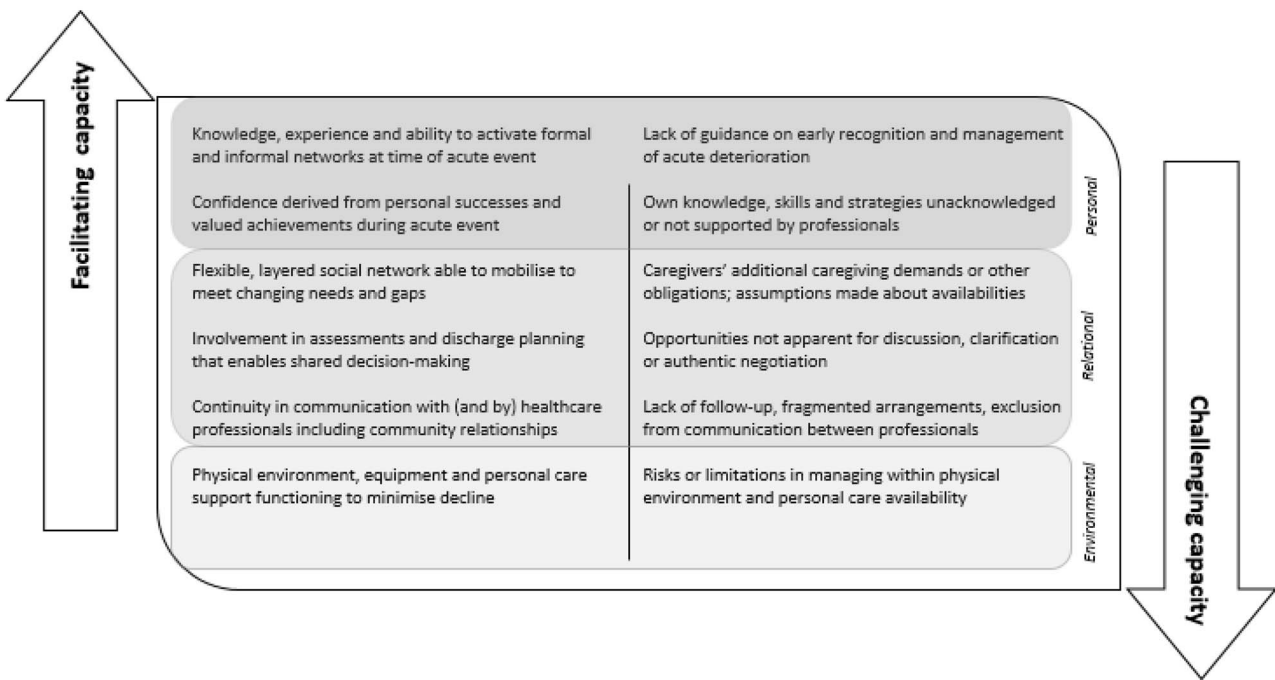 Facilitating capacity
Knowledge, experience and ability to activate formal
and informal networks at time of acute event
Lack of guidance on early recognition and management
of acute deterioration
Confidence derived from personal successes and
valued achievements during acute event
Own knowledge, skills and strategies unacknowledged
or not supported by professionals
Personal
Flexible, layered social network able to mobilise to
meet changing needs and gaps
Caregivers' additional caregiving demands or other
obligations; assumptions made about availabilities
Involvement in assessments and discharge planning
that enables shared decision-making
Opportunities not apparent for discussion, clarification
or authentic negotiation
Relational
Continuity in communication with (and by) healthcare
professionals including community relationships
Lack of follow-up, fragmented arrangements, exclusion
from communication between professionals
Physical environment, equipment and personal care
support functioning to minimise decline
Risks or limitations in managing within physical
environment and personal care availability
Environmental
Challenging capacity